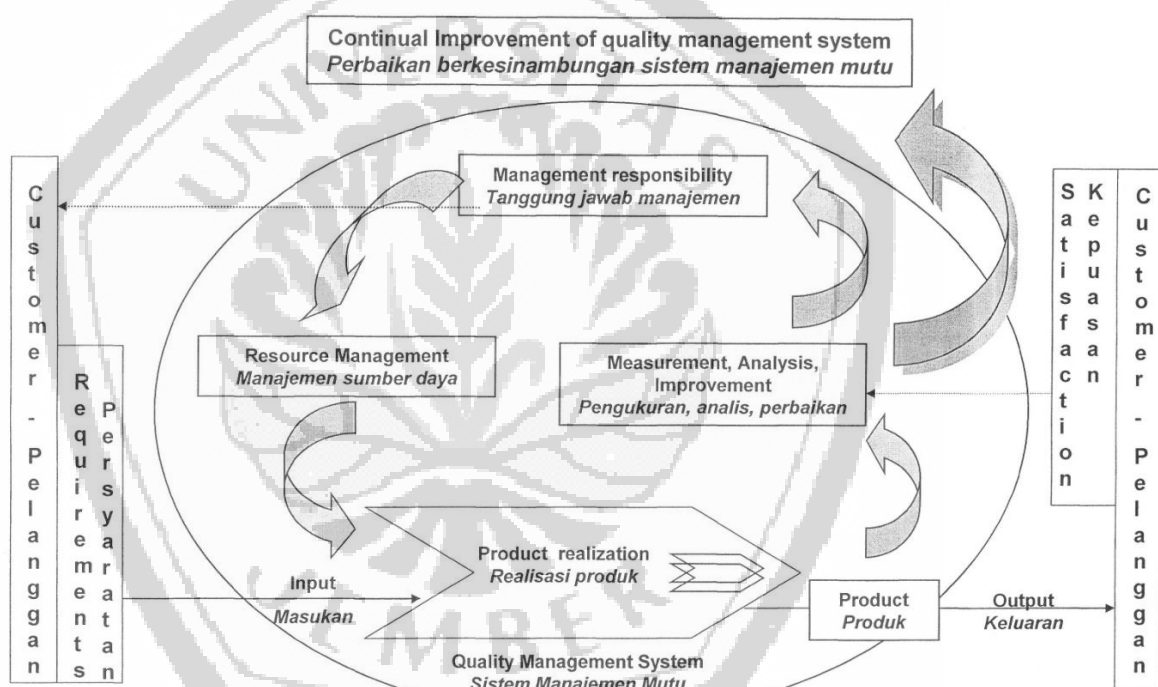 Continual Improvement of quality management system
Perbaikan berkesinambungan sistem manajemen mutu
Management responsibility
Tanggung jawab manajemen
Customer - Pelanggan
Requirements
Persyaratan
Resource Management
Manajemen sumber daya
Measurement, Analysis,
Improvement
Pengukuran, analis, perbaikan
Satisfaction
Kepuasan
Customer - Pelanggan
Product realization
Realisasi produk
Input
Masukan
Product
Produk
Output
Keluaran
Quality Management System
Sistem Manajemen Mutu
UNIVERSITAS
JEMBER